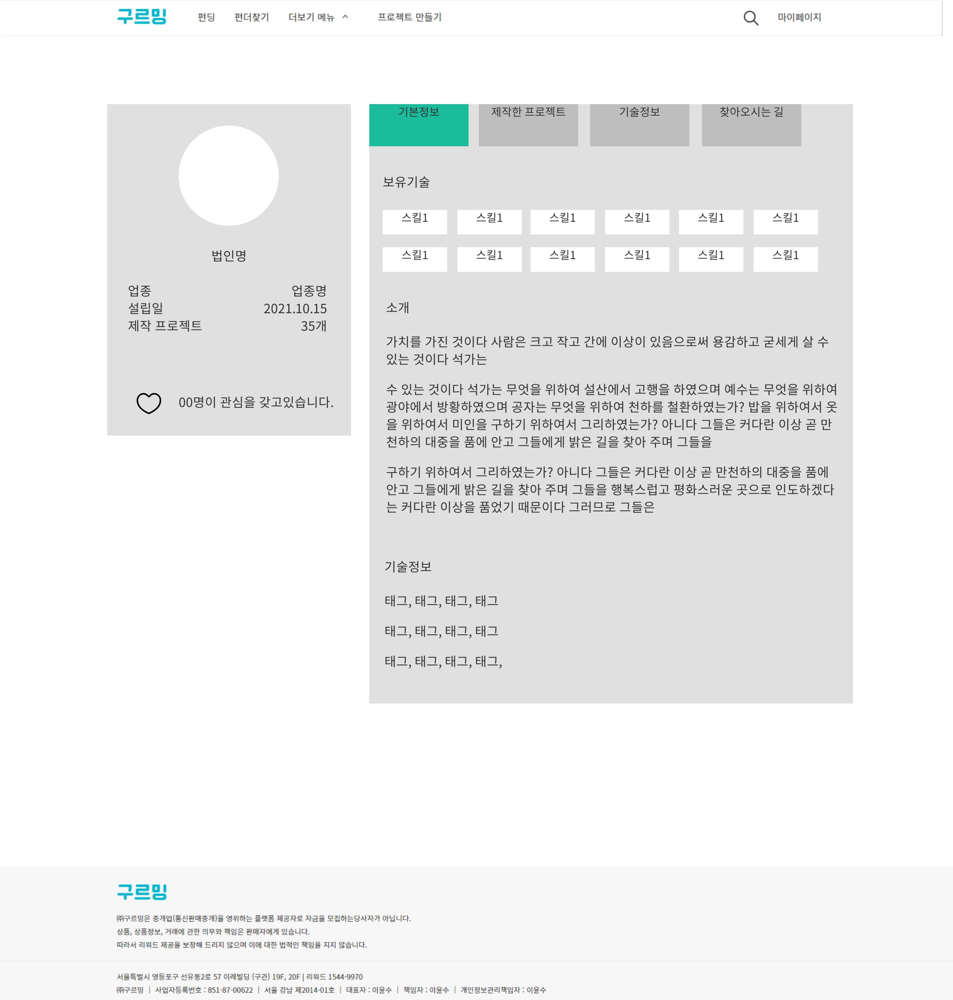 구르밍
펀딩
펀더찾기
더보기 메뉴
프로젝트 만들기
마이페이지
법인명
업종 업종명
설립일 2021.10.15
제작 프로젝트 35개
00명이 관심을 갖고있습니다.
기본정보
제작한 프로젝트
기술정보
찾아오시는 길
보유기술
스킬1 스킬1 스킬1 스킬1 스킬1 스킬1
스킬1 스킬1 스킬1 스킬1 스킬1 스킬1
소개
가치를 가진 것이다 사람은 크고 작고 간에 이상이 있음으로써 용감하고 굳세게 살 수
있는 것이다 석가는
수 있는 것이다 석가는 무엇을 위하여 설산에서 고행을 하였으며 예수는 무엇을 위하여
광야에서 방황하였으며 공자는 무엇을 위하여 천하를 철환하였는가? 밥을 위하여서 옷
을 위하여서 미인을 구하기 위하여서 그리하였는가? 아니다 그들은 커다란 이상 곧 만
천하의 대중을 품에 안고 그들에게 밝은 길을 찾아 주며 그들을
구하기 위하여서 그리하였는가? 아니다 그들은 커다란 이상 곧 만천하의 대중을 품에
안고 그들에게 밝은 길을 찾아 주며 그들을 행복스럽고 평화스러운 곳으로 인도하겠다
는 커다란 이상을 품었기 때문이다 그러므로 그들은
기술정보
태그, 태그, 태그, 태그
태그, 태그, 태그, 태그
태그, 태그, 태그, 태그,
구르밍
㈜구르밍은 중개업(통신판매중개)을 영위하는 플랫폼 제공자로 자금을 모집하는당사자가 아닙니다.
상품, 상품정보, 거래에 관한 의무와 책임은 판매자에게 있습니다.
따라서 리워드 제공을 보장해 드리지 않으며 이에 대한 법적인 책임을 지지 않습니다.
서울특벌시 영등포구 선유동2로 57 이레빌딩 (구관) 19F, 20F | 리워드 1544-9970
㈜구르밍 | 사업자등록번호 : 851-87-00622 | 서울 강남 제2014-01호 | 대표자 : 이윤수 | 책임자 : 이윤수 | 개인정보관리책임자 : 이윤수